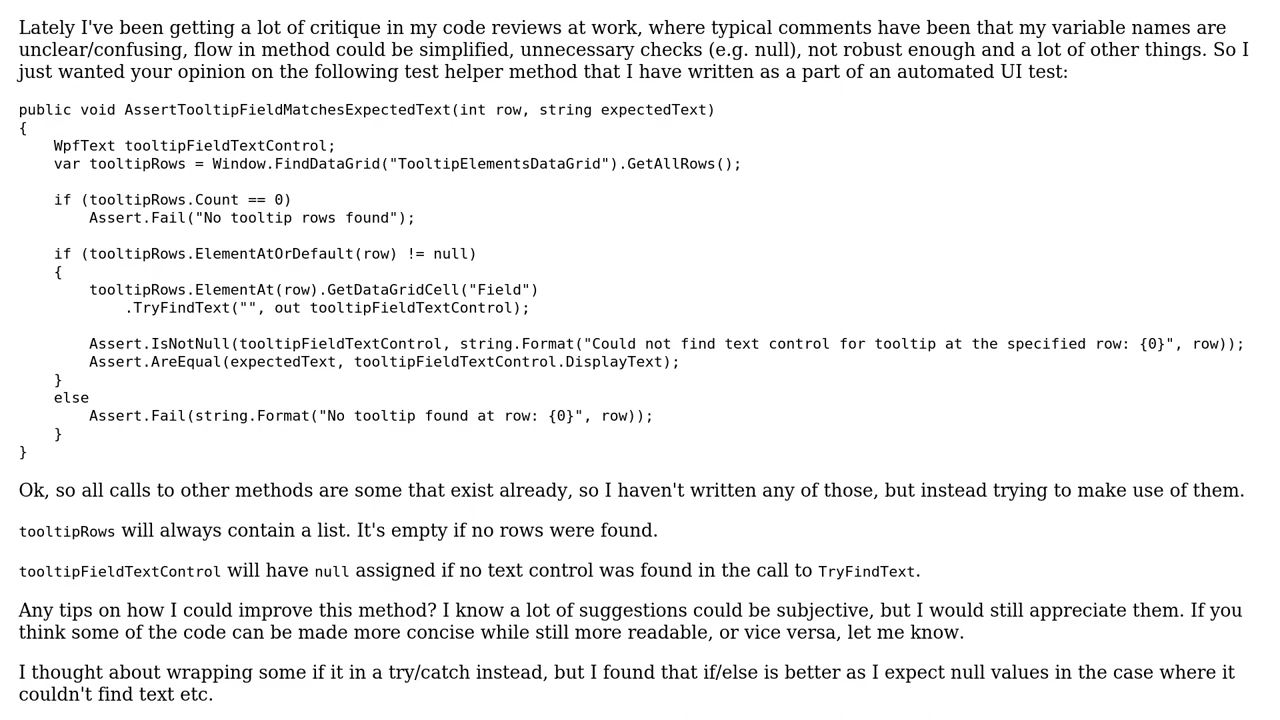 Lately I've been getting a lot of critique in my code reviews at work, where typical comments have been that my variable names are
unclear/confusing, flow in method could be simplified, unnecessary checks (e.g. null), not robust enough and a lot of other things. So I
just wanted your opinion on the following test helper method that I have written as a part of an automated UI test:
public void AssertTooltipFieldMatchesExpectedText(int row, string expectedText)
{
    WpfText tooltipFieldTextControl;
    var tooltipRows = Window.FindDataGrid("TooltipElementsDataGrid").GetAllRows();
    if (tooltipRows.Count == 0)
        Assert.Fail("No tooltip rows found");
    if (tooltipRows.ElementAtOrDefault(row) != null)
    {
        tooltipRows.ElementAt(row).GetDataGridCell("Field")
            .TryFindText("", out tooltipFieldTextControl);
        Assert.IsNotNull(tooltipFieldTextControl, string.Format("Could not find text control for tooltip at the specified row: {0}", row));
        Assert.AreEqual(expectedText, tooltipFieldTextControl.DisplayText);
    }
    else
        Assert.Fail(string.Format("No tooltip found at row: {0}", row));
    }
}
Ok, so all calls to other methods are some that exist already, so I haven't written any of those, but instead trying to make use of them.
tooltipRows will always contain a list. It's empty if no rows were found.
tooltipFieldTextControl will have null assigned if no text control was found in the call to TryFindText.
Any tips on how I could improve this method? I know a lot of suggestions could be subjective, but I would still appreciate them. If you
think some of the code can be made more concise while still more readable, or vice versa, let me know.
I thought about wrapping some if it in a try/catch instead, but I found that if/else is better as I expect null values in the case where it
couldn't find text etc.